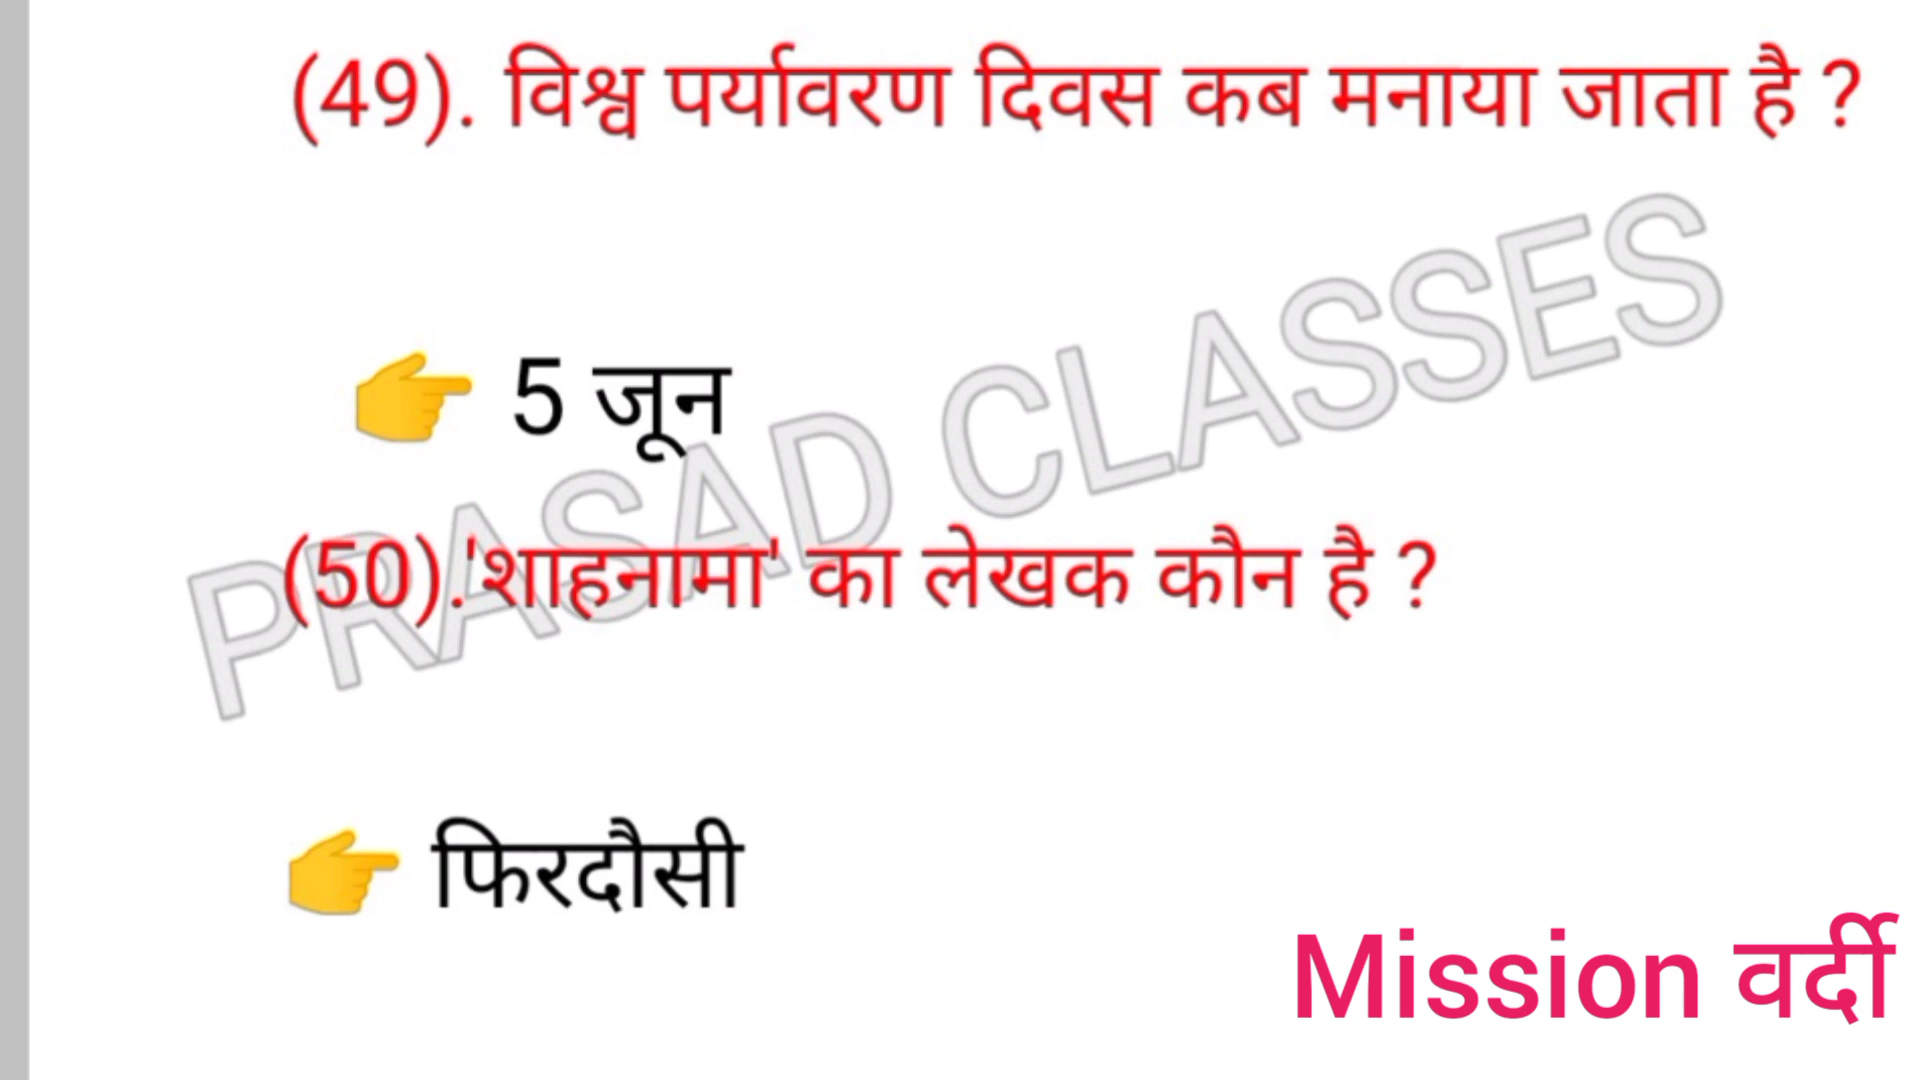 (49). विश्व पर्यावरण दिवस कब मनाया जाता है ?
👉 5 जून
PRASAD CLASSES
(50).'शाहनामा' का लेखक कौन है ?
👉 फिरदौसी
Mission वर्दी